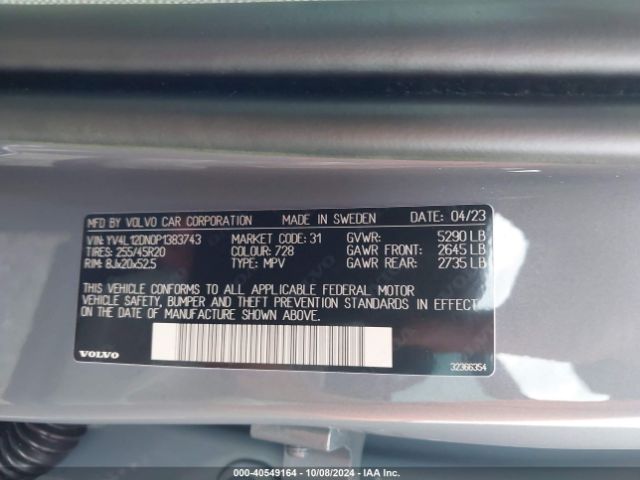 MFD BY VOLVO CAR CORPORATION MADE IN SWEDEN DATE: 04/23
VIN: YV4L12DN0P1383743 MARKET CODE: 31 GVWR: 5290 LB
TIRES: 255/45R20 COLOUR: 728 GAWR FRONT: 2645 LB
RIM: 8Jx20x52.5 TYPE: MPV GAWR REAR: 2735 LB
THIS VEHICLE CONFORMS TO ALL APPLICABLE FEDERAL MOTOR
VEHICLE SAFETY, BUMPER AND THEFT PREVENTION STANDARDS IN EFFECT
ON THE DATE OF MANUFACTURE SHOWN ABOVE.
VOLVO 32366354
000-40549164 - 10/08/2024 - IAA Inc.